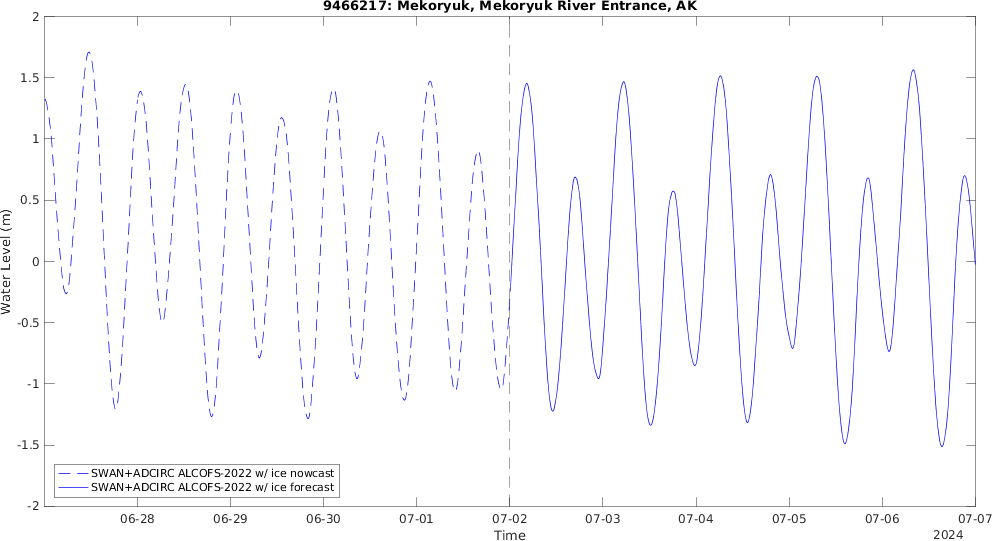 9466217: Mekoryuk, Mekoryuk River Entrance, AK
2
1.5
1
0.5
0
-0.5
-1
-1.5
-2
Water Level (m)
SWAN+ADCIRC ALCOFS-2022 w/ ice nowcast
SWAN+ADCIRC ALCOFS-2022 w/ ice forecast
06-28 06-29 06-30 07-01 07-02 07-03 07-04 07-05 07-06 07-07
Time
2024